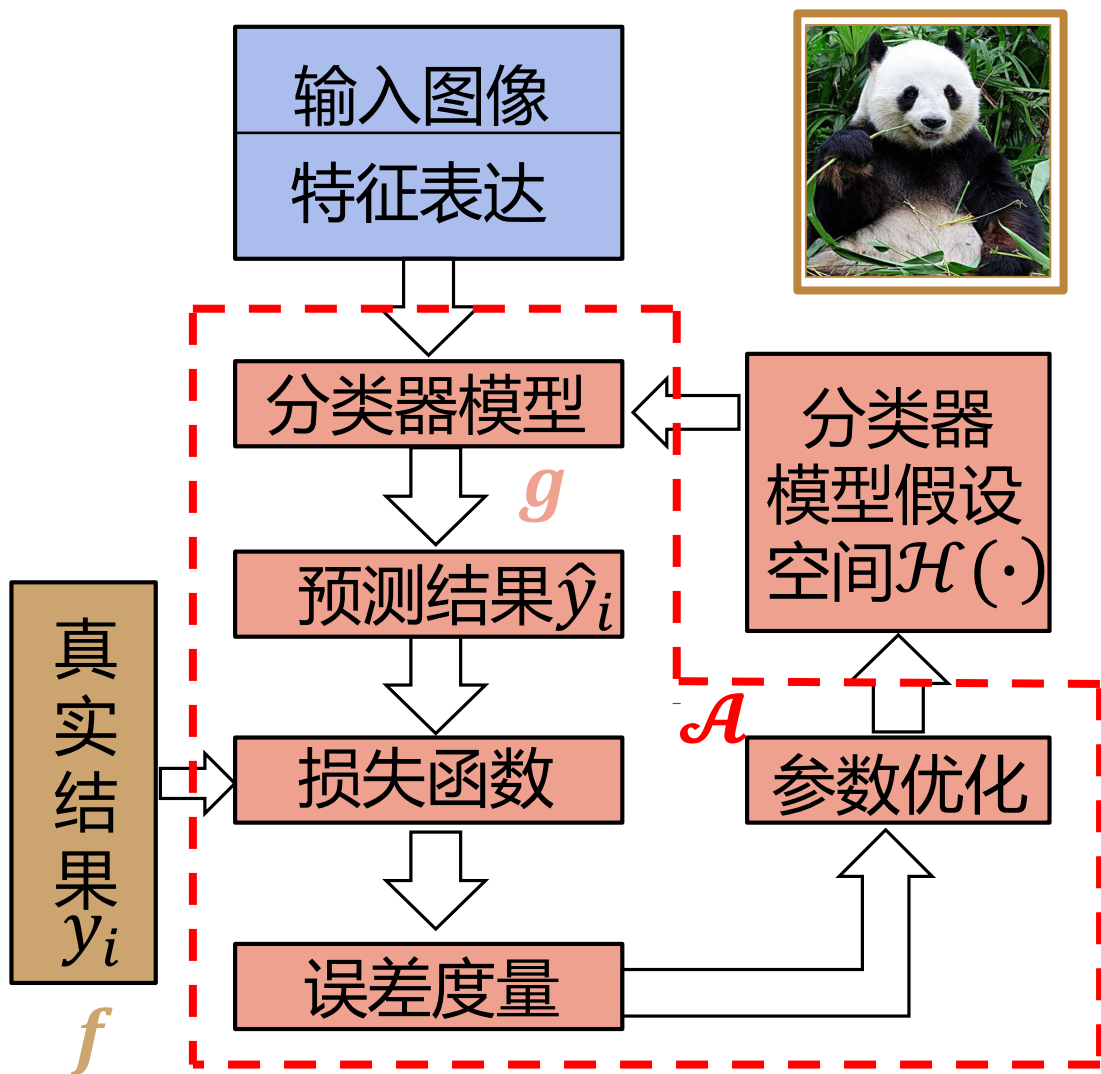 输入图像
特征表达
分类器模型
g
预测结果ŷᵢ
损失函数
误差度量
真
实
结
果
yᵢ
f
分类器
模型假设
空间ℋ(·)
𝓐
参数优化